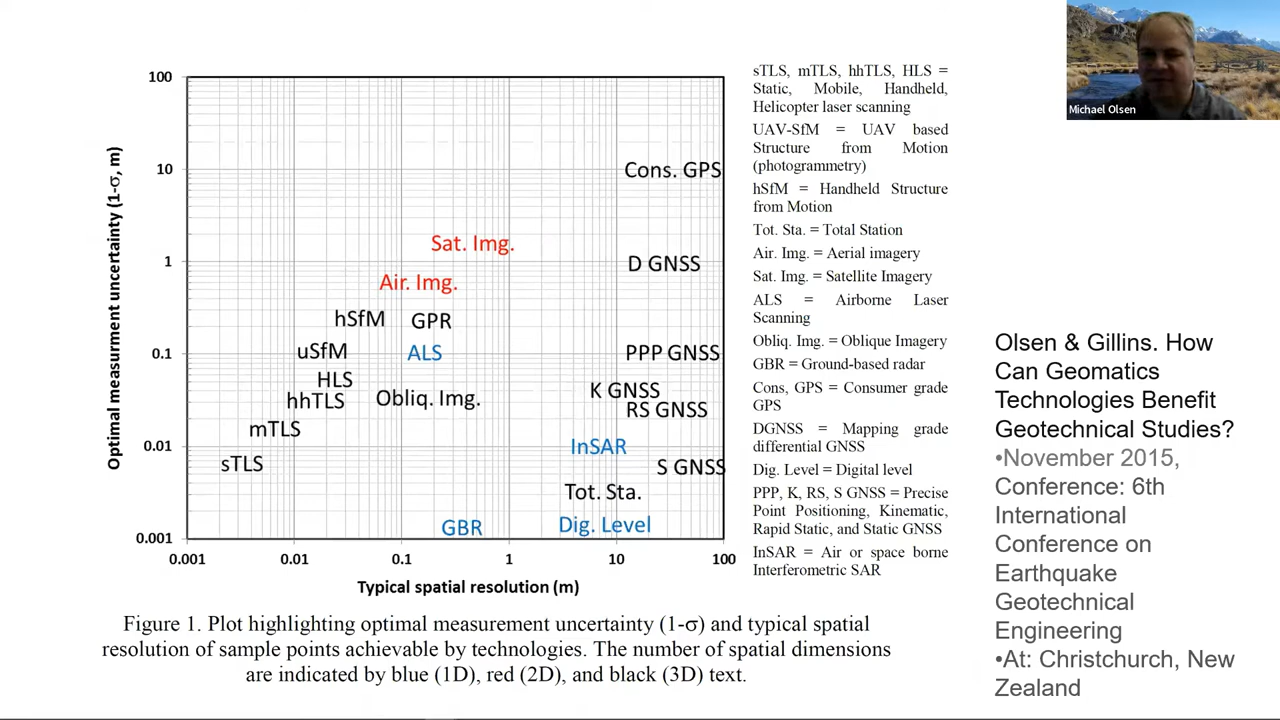 Michael Olsen
100
10
1
0.1
0.01
0.001
Optimal measurment uncertainty (1-σ, m)
Cons. GPS
Sat. Img.
D GNSS
Air. Img.
hSfM
GPR
uSfM
ALS
PPP GNSS
HLS
K GNSS
hhTLS
Obliq. Img.
RS GNSS
mTLS
InSAR
sTLS
S GNSS
Tot. Sta.
GBR
Dig. Level
0.001 0.01 0.1 1 10 100
Typical spatial resolution (m)
sTLS, mTLS, hhTLS, HLS =
Static, Mobile, Handheld,
Helicopter laser scanning
UAV-SfM = UAV based
Structure from Motion
(photogrammetry)
hSfM = Handheld Structure
from Motion
Tot. Sta. = Total Station
Air. Img. = Aerial imagery
Sat. Img. = Satellite Imagery
ALS = Airborne Laser
Scanning
Obliq. Img. = Oblique Imagery
GBR = Ground-based radar
Cons, GPS = Consumer grade
GPS
DGNSS = Mapping grade
differential GNSS
Dig. Level = Digital level
PPP, K, RS, S GNSS = Precise
Point Positioning, Kinematic,
Rapid Static, and Static GNSS
InSAR = Air or space borne
Interferometric SAR
Figure 1. Plot highlighting optimal measurement uncertainty (1-σ) and typical spatial
resolution of sample points achievable by technologies. The number of spatial dimensions
are indicated by blue (1D), red (2D), and black (3D) text.
Olsen & Gillins. How
Can Geomatics
Technologies Benefit
Geotechnical Studies?
•November 2015,
Conference: 6th
International
Conference on
Earthquake
Geotechnical
Engineering
•At: Christchurch, New
Zealand